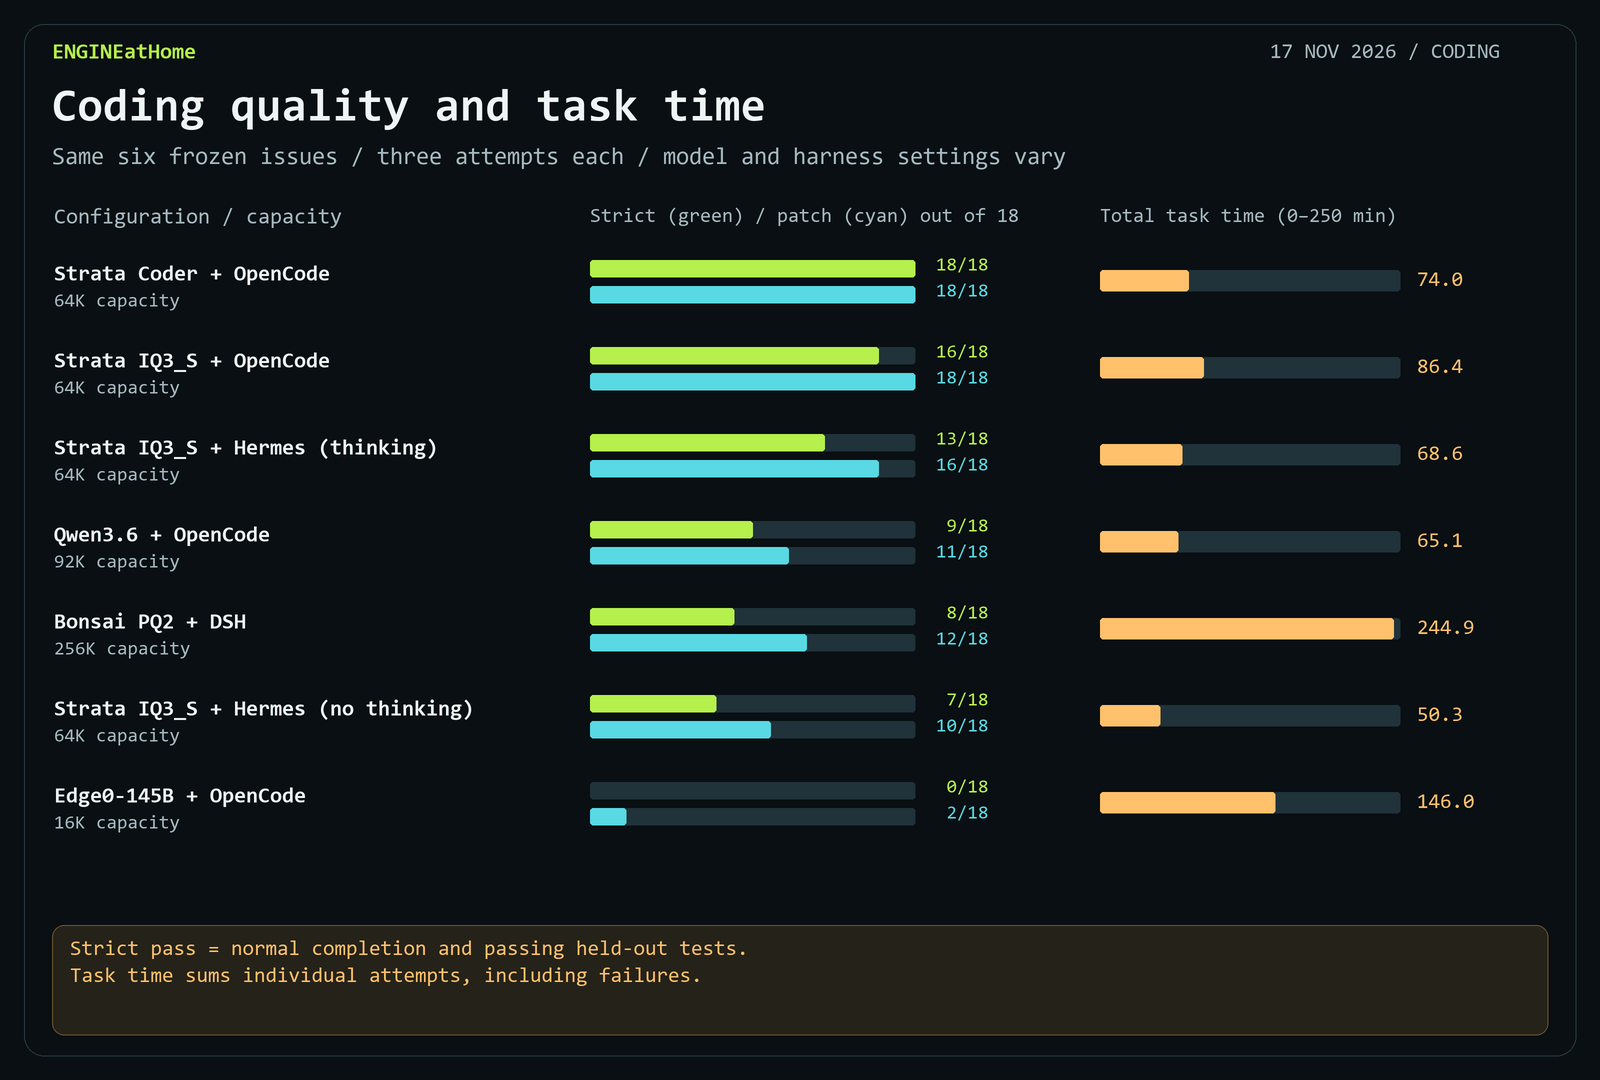 ENGINEatHome
17 NOV 2026 / CODING
Coding quality and task time
Same six frozen issues / three attempts each / model and harness settings vary
Configuration / capacity
Strict (green) / patch (cyan) out of 18
Total task time (0–250 min)
Strata Coder + OpenCode
64K capacity
18/18
18/18
74.0
Strata IQ3_S + OpenCode
64K capacity
16/18
18/18
86.4
Strata IQ3_S + Hermes (thinking)
64K capacity
13/18
16/18
68.6
Qwen3.6 + OpenCode
92K capacity
9/18
11/18
65.1
Bonsai PQ2 + DSH
256K capacity
8/18
12/18
244.9
Strata IQ3_S + Hermes (no thinking)
64K capacity
7/18
10/18
50.3
Edge0-145B + OpenCode
16K capacity
0/18
2/18
146.0
Strict pass = normal completion and passing held-out tests.
Task time sums individual attempts, including failures.